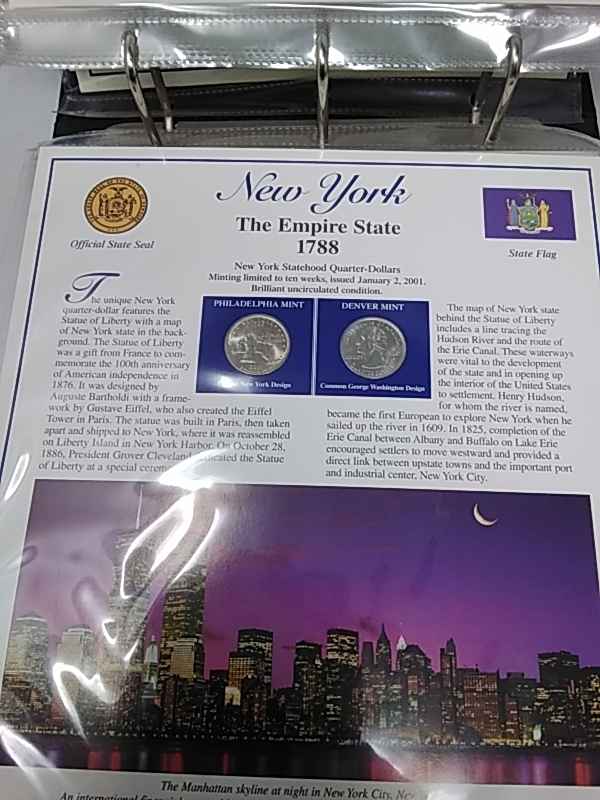 New York
The Empire State
1788
Official State Seal
State Flag
New York Statehood Quarter-Dollars
Minting limited to ten weeks, issued January 2, 2001.
Brilliant uncirculated condition.
PHILADELPHIA MINT
DENVER MINT
New York Design
Common George Washington Design
The unique New York
quarter-dollar features the
Statue of Liberty with a map
of New York state in the back-
ground. The Statue of Liberty
was a gift from France to com-
memorate the 100th anniversary
of American independence in
1876. It was designed by
Auguste Bartholdi with a frame-
work by Gustave Eiffel, who also created the Eiffel
Tower in Paris. The statue was built in Paris, then taken
apart and shipped to New York, where it was reassembled
on Liberty Island in New York Harbor. On October 28,
1886, President Grover Cleveland dedicated the Statue
of Liberty at a special
The map of New York state
behind the Statue of Liberty
includes a line tracing the
Hudson River and the route of
the Erie Canal. These waterways
were vital to the development
of the state and in opening up
the interior of the United States
to settlement. Henry Hudson,
for whom the river is named,
became the first European to explore New York when he
sailed up the river in 1609. In 1825, completion of the
Erie Canal between Albany and Buffalo on Lake Erie
encouraged settlers to move westward and provided a
direct link between upstate towns and the important port
and industrial center, New York City.
The Manhattan skyline at night in New York City,
An international